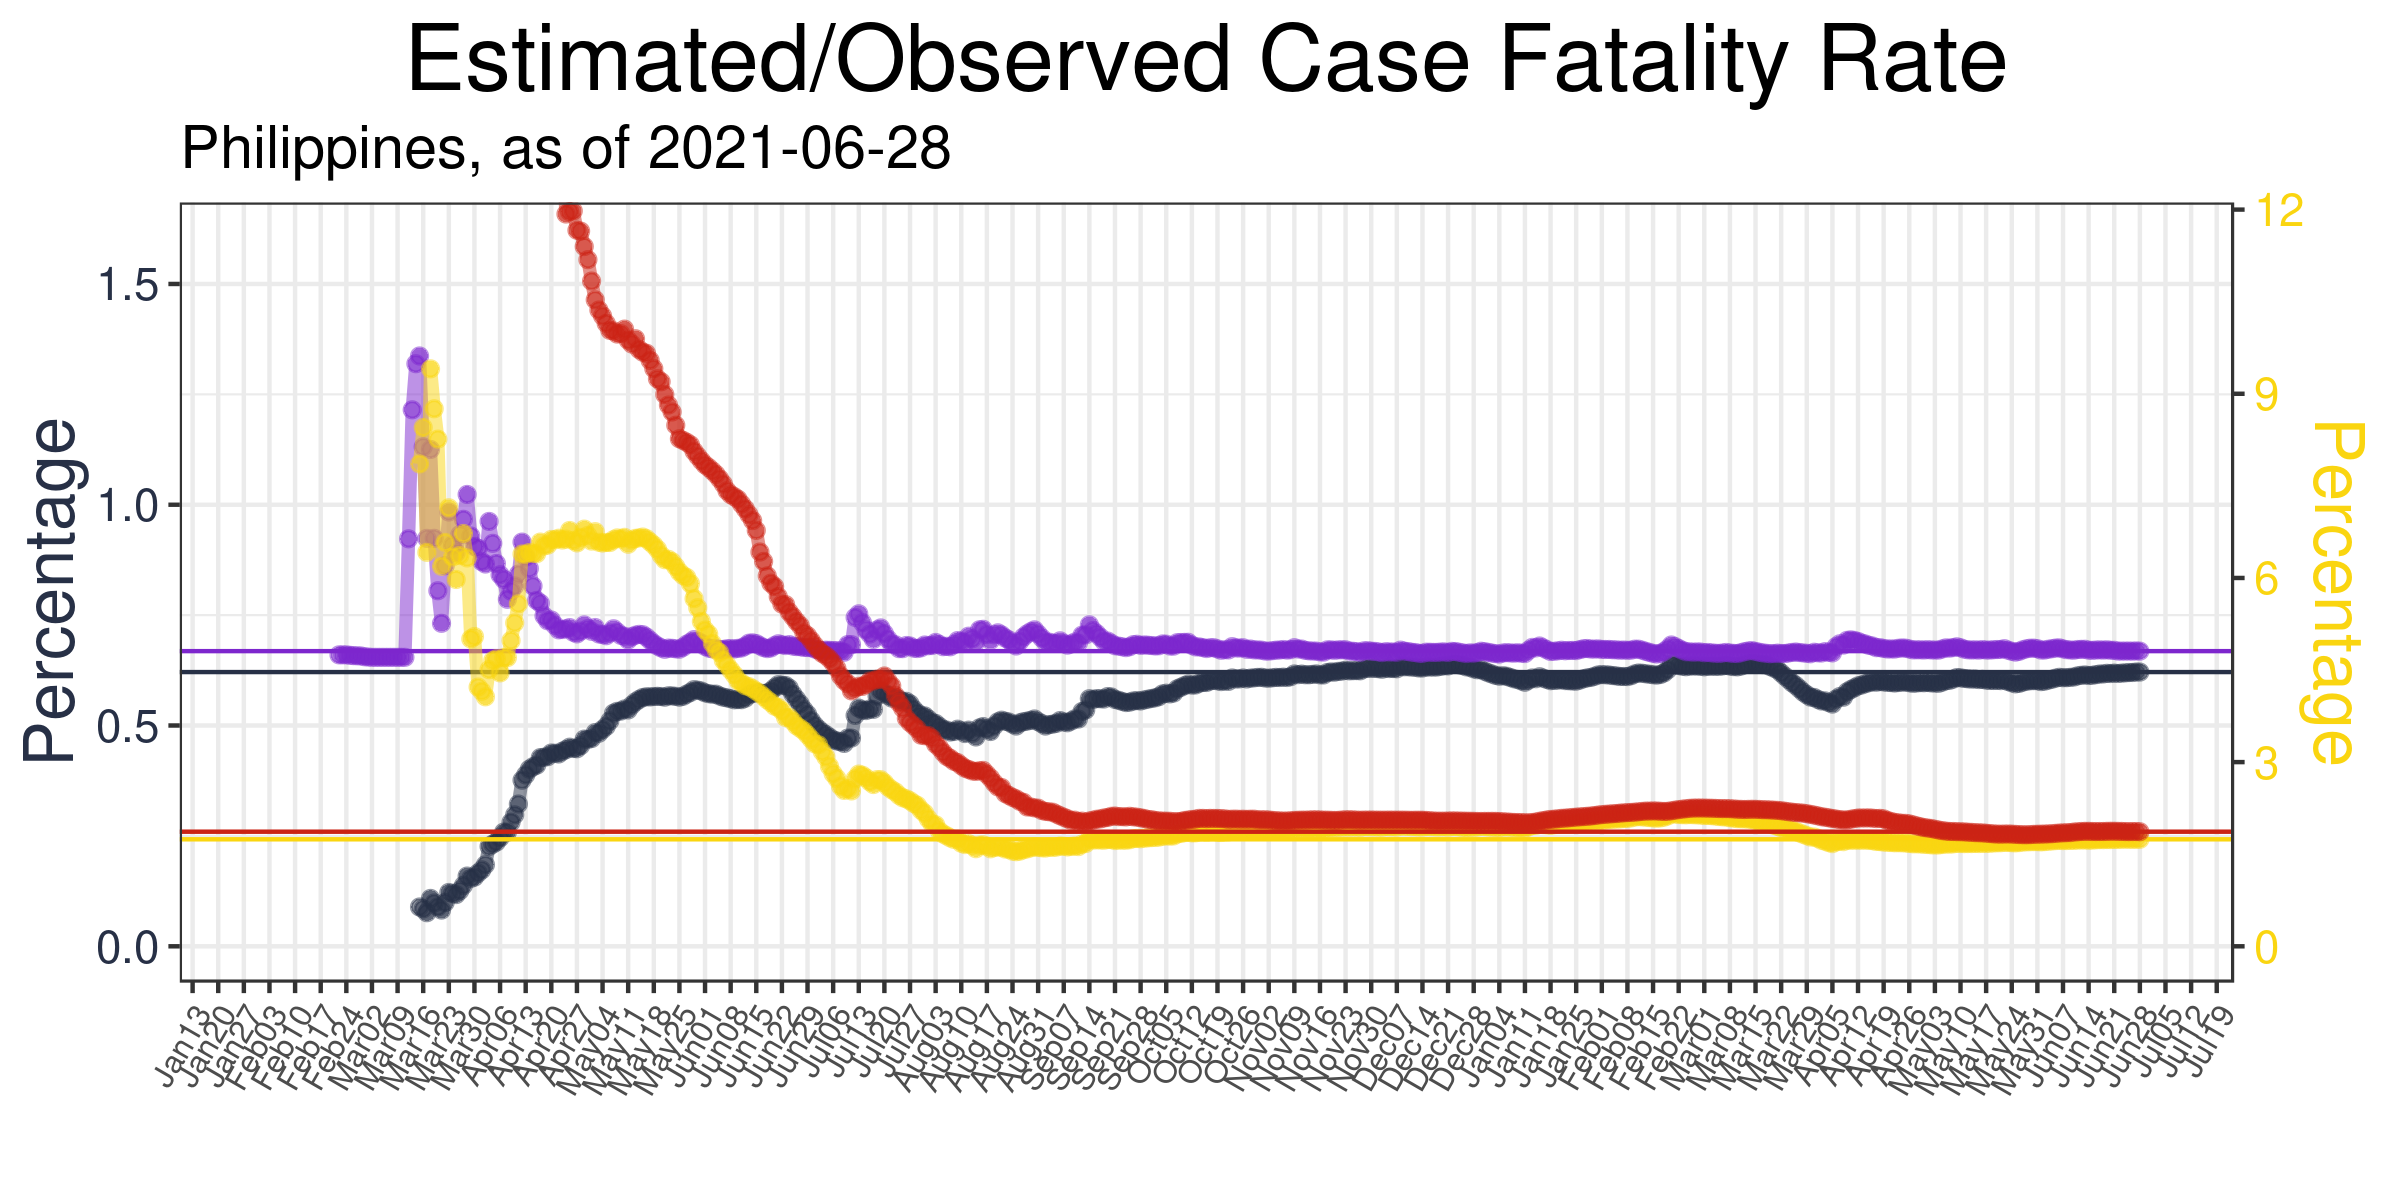 Estimated/Observed Case Fatality Rate
Philippines, as of 2021-06-28
Percentage
1.5
1.0
0.5
0.0
12
9
6
3
0
Percentage
Jan13
Jan20
Jan27
Feb03
Feb10
Feb17
Feb24
Mar02
Mar09
Mar16
Mar23
Mar30
Apr06
Apr13
Apr20
Apr27
May04
May11
May18
May25
Jun01
Jun08
Jun15
Jun22
Jun29
Jul06
Jul13
Jul20
Jul27
Aug03
Aug10
Aug17
Aug24
Aug31
Sep07
Sep14
Sep21
Sep28
Oct05
Oct12
Oct19
Oct26
Nov02
Nov09
Nov16
Nov23
Nov30
Dec07
Dec14
Dec21
Dec28
Jan04
Jan11
Jan18
Jan25
Feb01
Feb08
Feb15
Feb22
Mar01
Mar08
Mar15
Mar22
Mar29
Apr05
Apr12
Apr19
Apr26
May03
May10
May17
May24
May31
Jun07
Jun14
Jun21
Jun28
Jul05
Jul12
Jul19